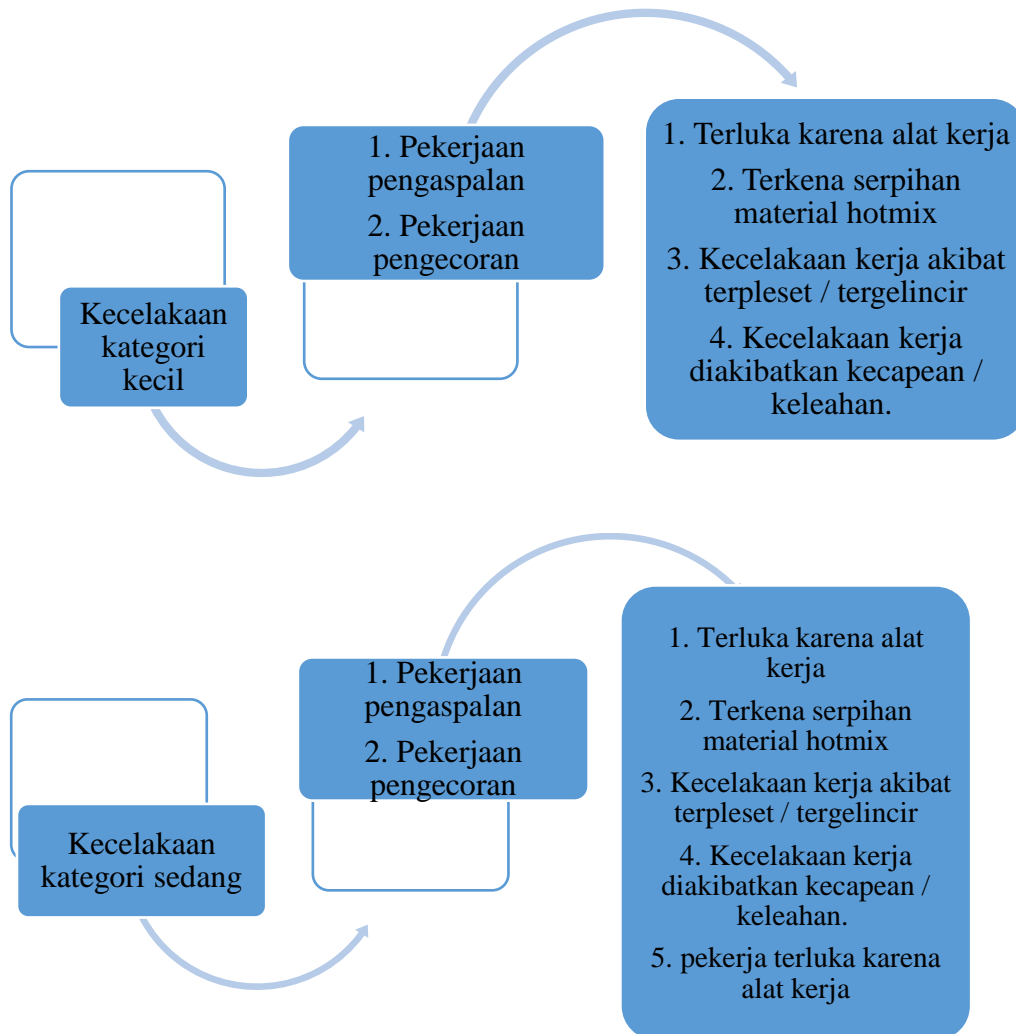 Kecelakaan
kategori
kecil
1. Pekerjaan
pengaspalan
2. Pekerjaan
pengecoran
1. Terluka karena alat kerja
2. Terkena serpihan
material hotmix
3. Kecelakaan kerja akibat
terpleset / tergelincir
4. Kecelakaan kerja
diakibatkan kecapean /
keleahan.
Kecelakaan
kategori sedang
1. Pekerjaan
pengaspalan
2. Pekerjaan
pengecoran
1. Terluka karena alat
kerja
2. Terkena serpihan
material hotmix
3. Kecelakaan kerja akibat
terpleset / tergelincir
4. Kecelakaan kerja
diakibatkan kecapean /
keleahan.
5. pekerja terluka karena
alat kerja